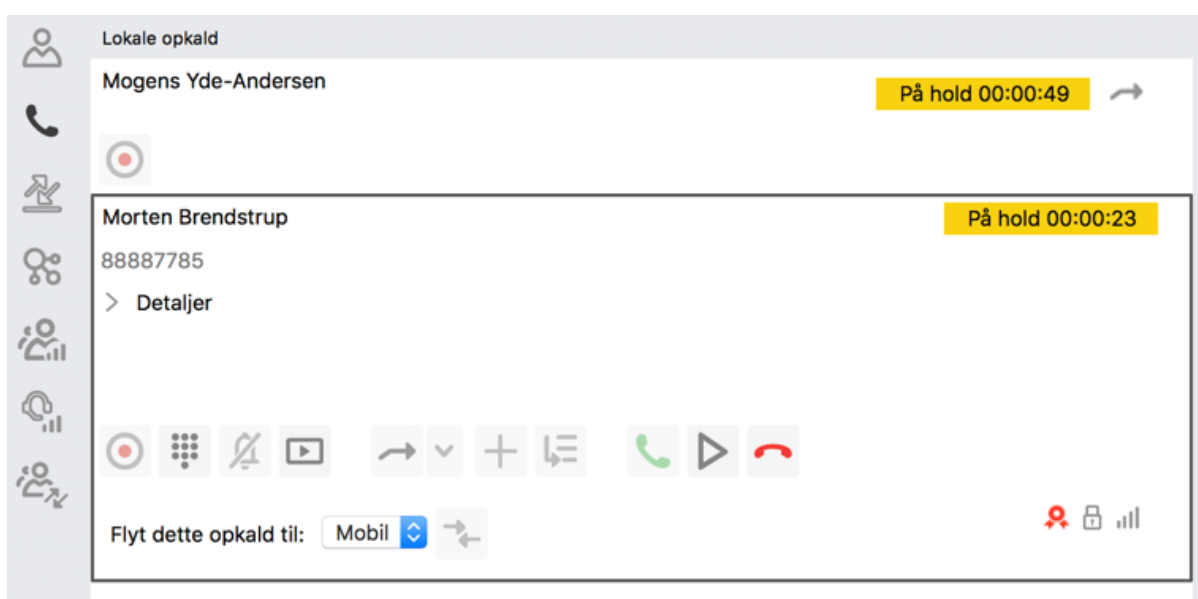 Lokale opkald
Mogens Yde-Andersen
På hold 00:00:49
Morten Brendstrup
På hold 00:00:23
88887785
Detaljer
Flyt dette opkald til: Mobil